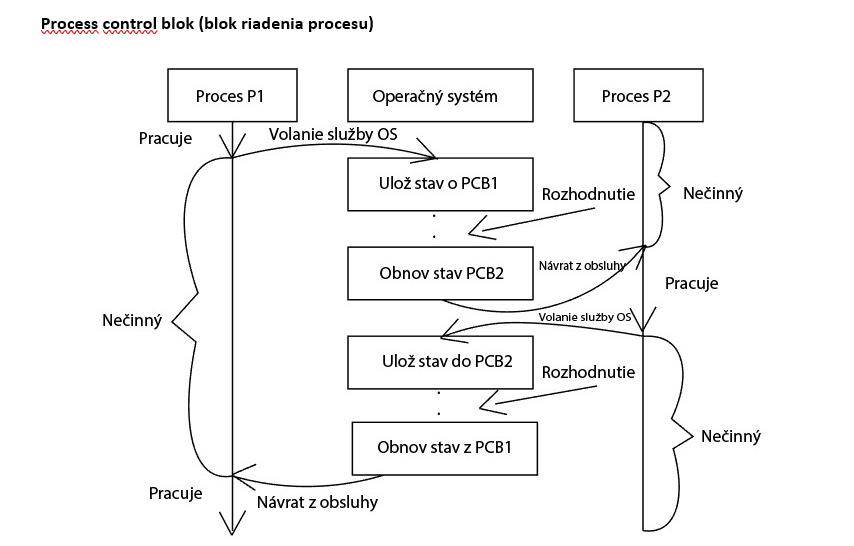 Process control blok (blok riadenia procesu)
Proces P1
Operačný systém
Proces P2
Pracuje
Volanie služby OS
Ulož stav o PCB1
Rozhodnutie
Nečinný
Obnov stav PCB2
Návrat z obsluhy
Pracuje
Nečinný
Volanie služby OS
Ulož stav do PCB2
Rozhodnutie
Nečinný
Obnov stav z PCB1
Pracuje
Návrat z obsluhy